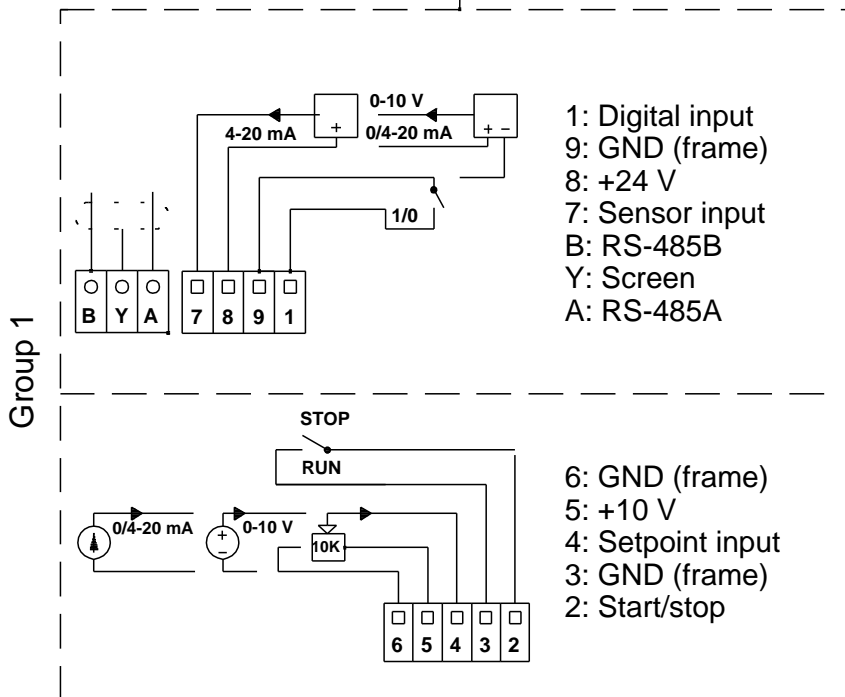 Group 1
0-10 V
4-20 mA
+
0/4-20 mA
+ −
1/0
B Y A
7 8 9 1
1: Digital input
9: GND (frame)
8: +24 V
7: Sensor input
B: RS-485B
Y: Screen
A: RS-485A
STOP
RUN
0/4-20 mA
+
−
0-10 V
10K
6 5 4 3 2
6: GND (frame)
5: +10 V
4: Setpoint input
3: GND (frame)
2: Start/stop